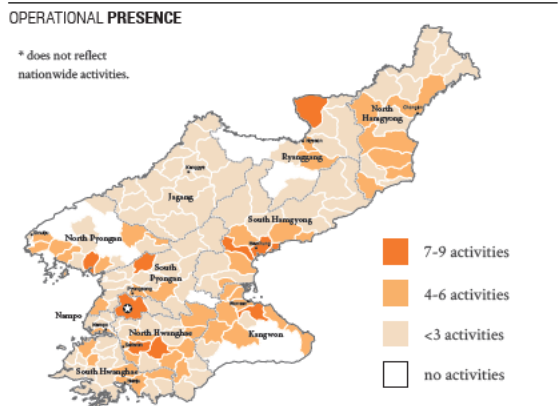 OPERATIONAL PRESENCE
* does not reflect
nationwide activities.
North
Hamgyong
Ryanggang
Jagang
South Hamgyong
North Pyongan
South
Pyongan
Nampo
North Hwanghae
Kangwon
South Hwanghae
7-9 activities
4-6 activities
<3 activities
no activities